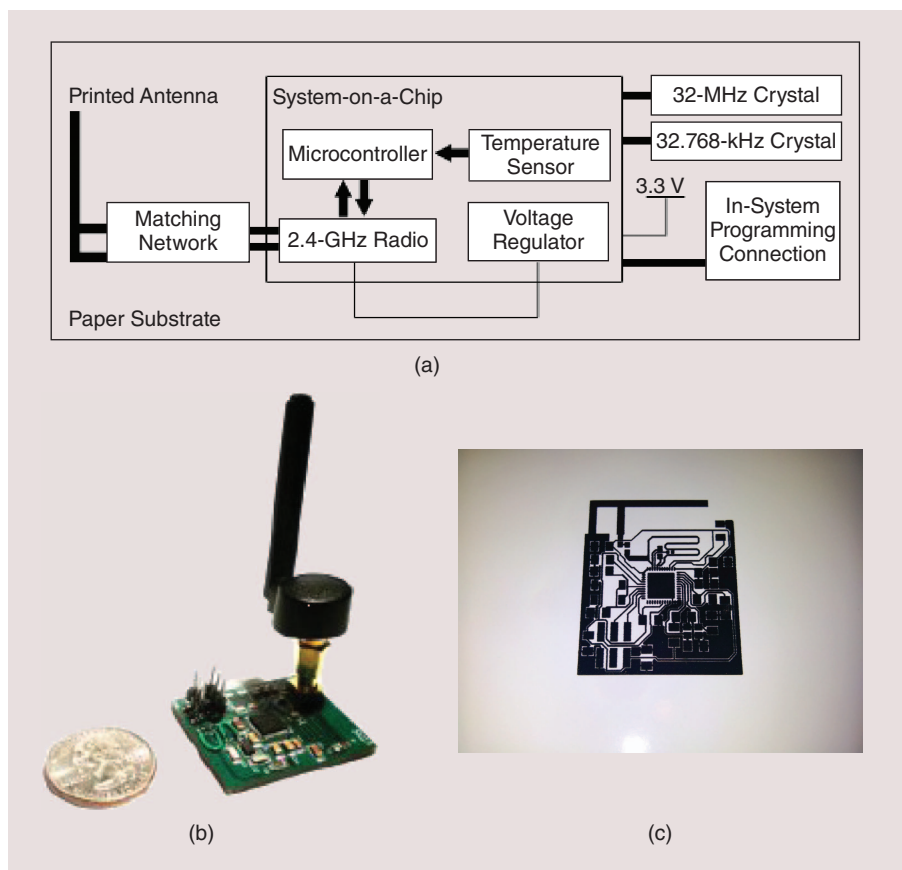 Printed Antenna
System-on-a-Chip
32-MHz Crystal
Microcontroller
Temperature
Sensor
32.768-kHz Crystal
3.3 V
Matching
Network
2.4-GHz Radio
Voltage
Regulator
In-System
Programming
Connection
Paper Substrate
(a)
(b)
(c)